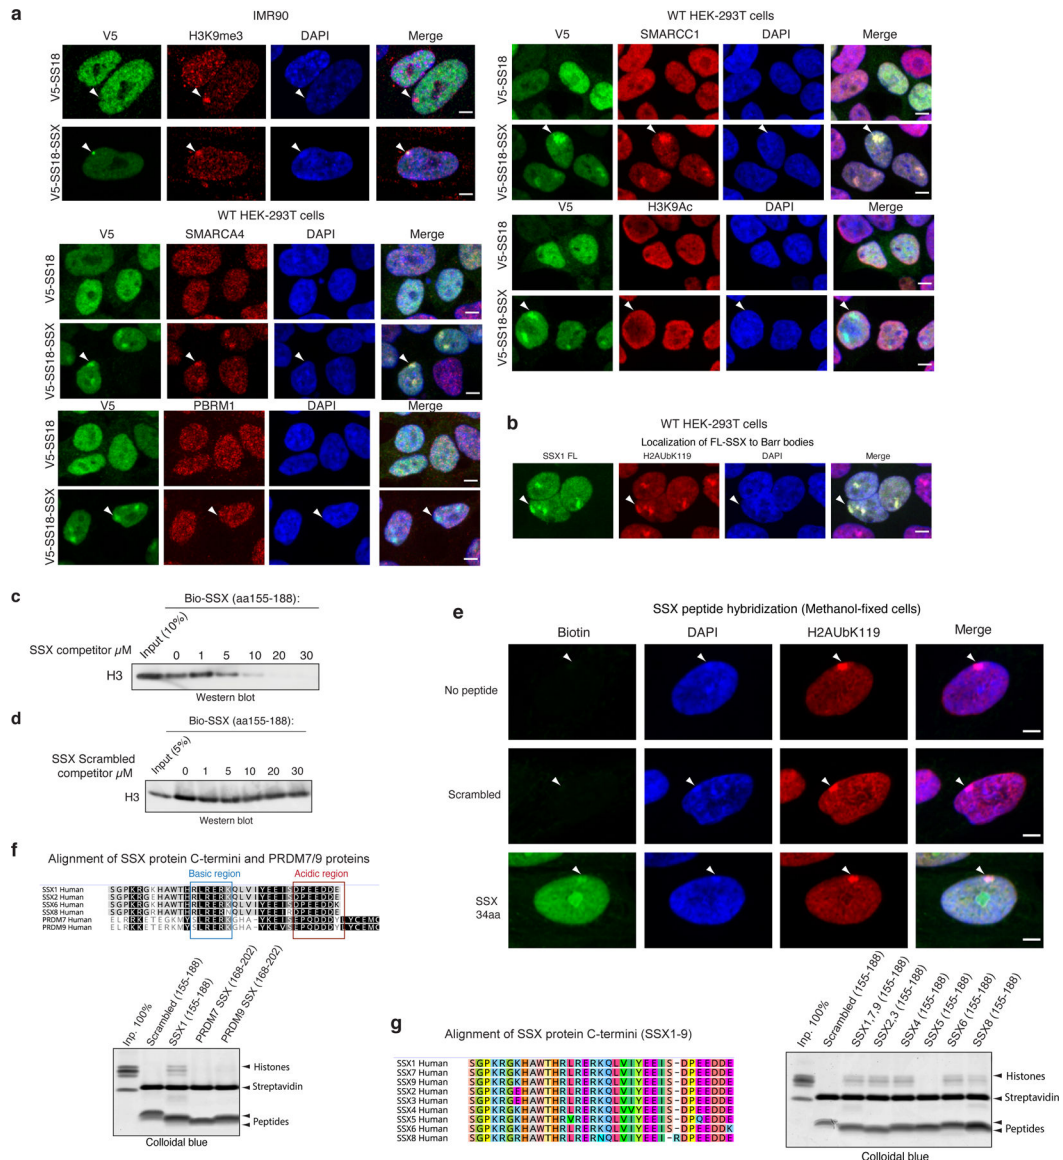 a
IMR90
V5 H3K9me3 DAPI Merge
V5-SS18
V5-SS18-SSX
WT HEK-293T cells
V5 SMARCA4 DAPI Merge
V5-SS18
V5-SS18-SSX
V5 PBRM1 DAPI Merge
V5-SS18
V5-SS18-SSX
WT HEK-293T cells
V5 SMARCC1 DAPI Merge
V5-SS18
V5-SS18-SSX
V5 H3K9Ac DAPI Merge
V5-SS18
V5-SS18-SSX
b
WT HEK-293T cells
Localization of FL-SSX to Barr bodies
SSX1 FL H2AUbK119 DAPI Merge
c
Bio-SSX (aa155-188):
Input (10%)
SSX competitor µM 0 1 5 10 20 30
H3
Western blot
d
Bio-SSX (aa155-188):
Input (5%)
SSX Scrambled
competitor µM 0 1 5 10 20 30
H3
Western blot
e
SSX peptide hybridization (Methanol-fixed cells)
Biotin DAPI H2AUbK119 Merge
No peptide
Scrambled
SSX
34aa
f
Alignment of SSX protein C-termini and PRDM7/9 proteins
Basic region Acidic region
SSX1 Human SGPKRGKHAWTHRLRERKQLVIYEEISDPEEDDE
SSX2 Human
SSX6 Human
SSX8 Human
PRDM7 Human ELRKKETEGKMYSLRERKGHA-YKEISEPQDDDYLYCEMC
PRDM9 Human ELRKKETEGKMYSLRERKGHA-YKEVSEPQDDDYLYCEMC
Inp. 100%
Scrambled (155-188)
SSX1 (155-188)
PRDM7 SSX (168-202)
PRDM9 SSX (168-202)
Histones
Streptavidin
Peptides
Colloidal blue
g
Alignment of SSX protein C-termini (SSX1-9)
SSX1 Human SGPKRGKHAWTHRLRERKQLVIYEEIS-DPEEDDE
SSX7 Human
SSX9 Human
SSX2 Human
SSX3 Human
SSX4 Human
SSX5 Human
SSX6 Human
SSX8 Human
Inp. 100%
Scrambled (155-188)
SSX1,7,9 (155-188)
SSX2,3 (155-188)
SSX4 (155-188)
SSX5 (155-188)
SSX6 (155-188)
SSX8 (155-188)
Histones
Streptavidin
Peptides
Colloidal blue